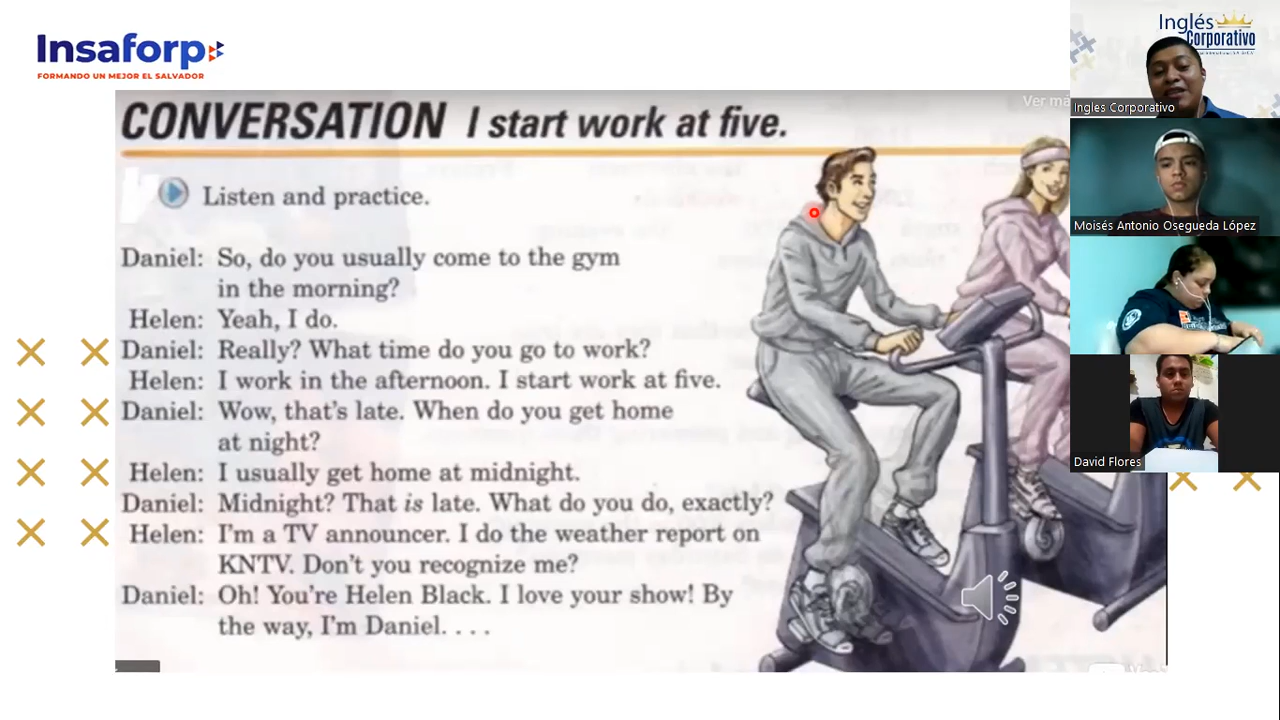 Insaforp
FORMANDO UN MEJOR EL SALVADOR
CONVERSATION I start work at five.
Listen and practice.
Daniel: So, do you usually come to the gym
in the morning?
Helen: Yeah, I do.
Daniel: Really? What time do you go to work?
Helen: I work in the afternoon. I start work at five.
Daniel: Wow, that's late. When do you get home
at night?
Helen: I usually get home at midnight.
Daniel: Midnight? That is late. What do you do, exactly?
Helen: I'm a TV announcer. I do the weather report on
KNTV. Don't you recognize me?
Daniel: Oh! You're Helen Black. I love your show! By
the way, I'm Daniel. . . .
Ver má
Inglés
Corporativo
Ingles Corporativo
Moisés Antonio Osegueda López
David Flores